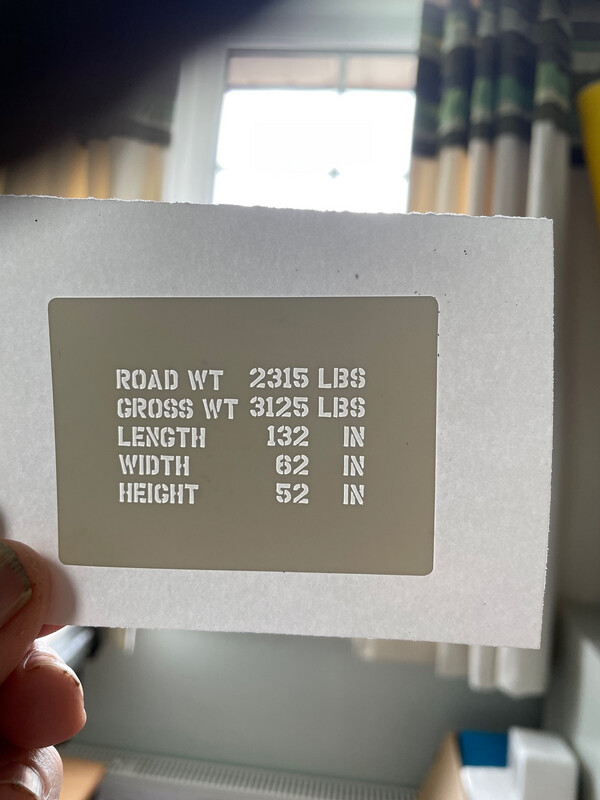 ROAD WT 2315 LBS
GROSS WT 3125 LBS
LENGTH 132 IN
WIDTH 62 IN
HEIGHT 52 IN